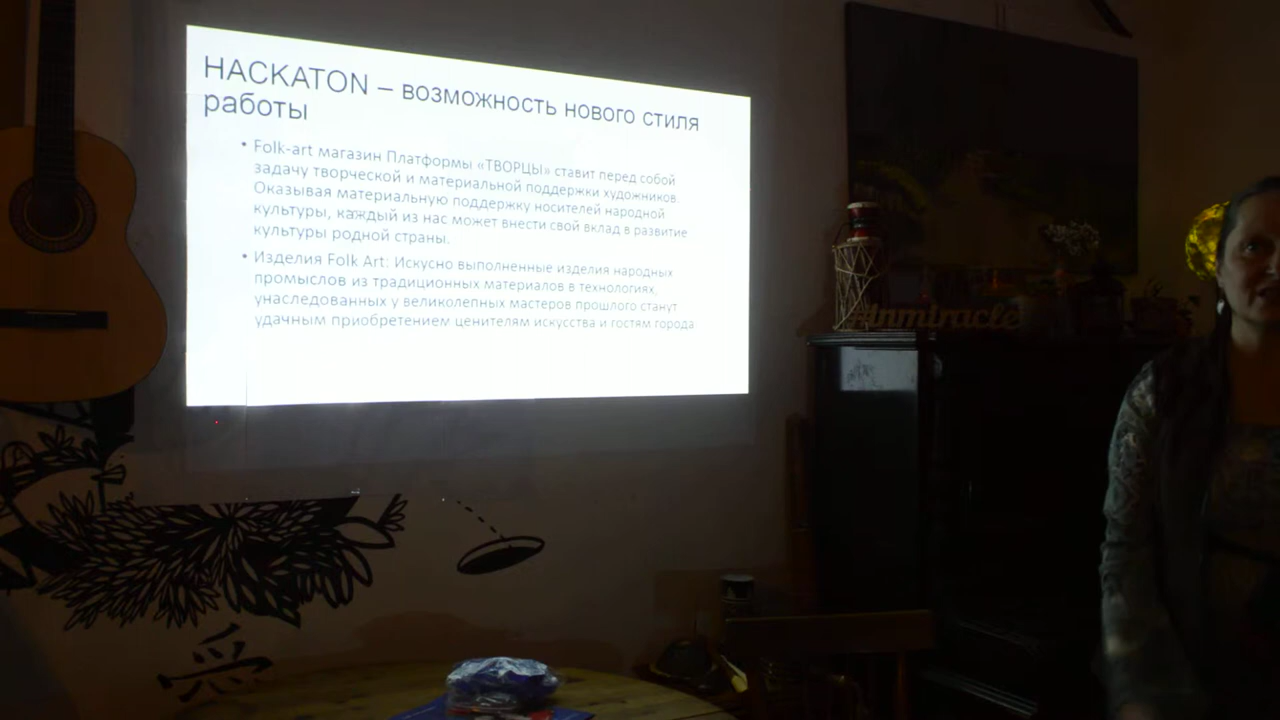 HACKATON – возможность нового стиля
работы
• Folk-art магазин Платформы «ТВОРЦЫ» ставит перед собой
задачу творческой и материальной поддержки художников.
Оказывая материальную поддержку носителей народной
культуры, каждый из нас может внести свой вклад в развитие
культуры родной страны.
• Изделия Folk Art: Искусно выполненные изделия народных
промыслов из традиционных материалов в технологиях,
унаследованных у великолепных мастеров прошлого станут
удачным приобретением ценителям искусства и гостям города
#inmiracle
愛